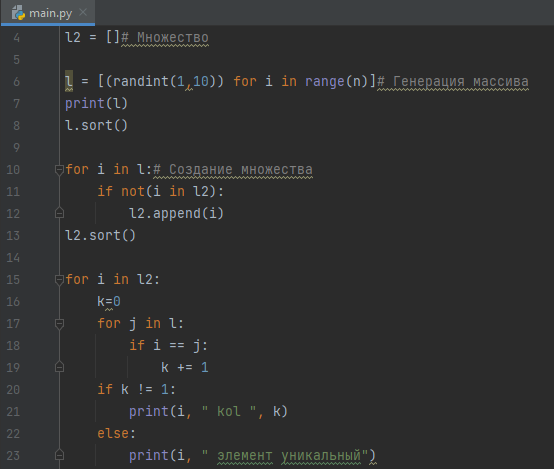 main.py
4 l2 = []# Множество
5
6 l = [(randint(1,10)) for i in range(n)]# Генерация массива
7 print(l)
8 l.sort()
9
10 for i in l:# Создание множества
11     if not(i in l2):
12         l2.append(i)
13 l2.sort()
14
15 for i in l2:
16     k=0
17     for j in l:
18         if i == j:
19             k += 1
20     if k != 1:
21         print(i, " kol ", k)
22     else:
23         print(i, " элемент уникальный")